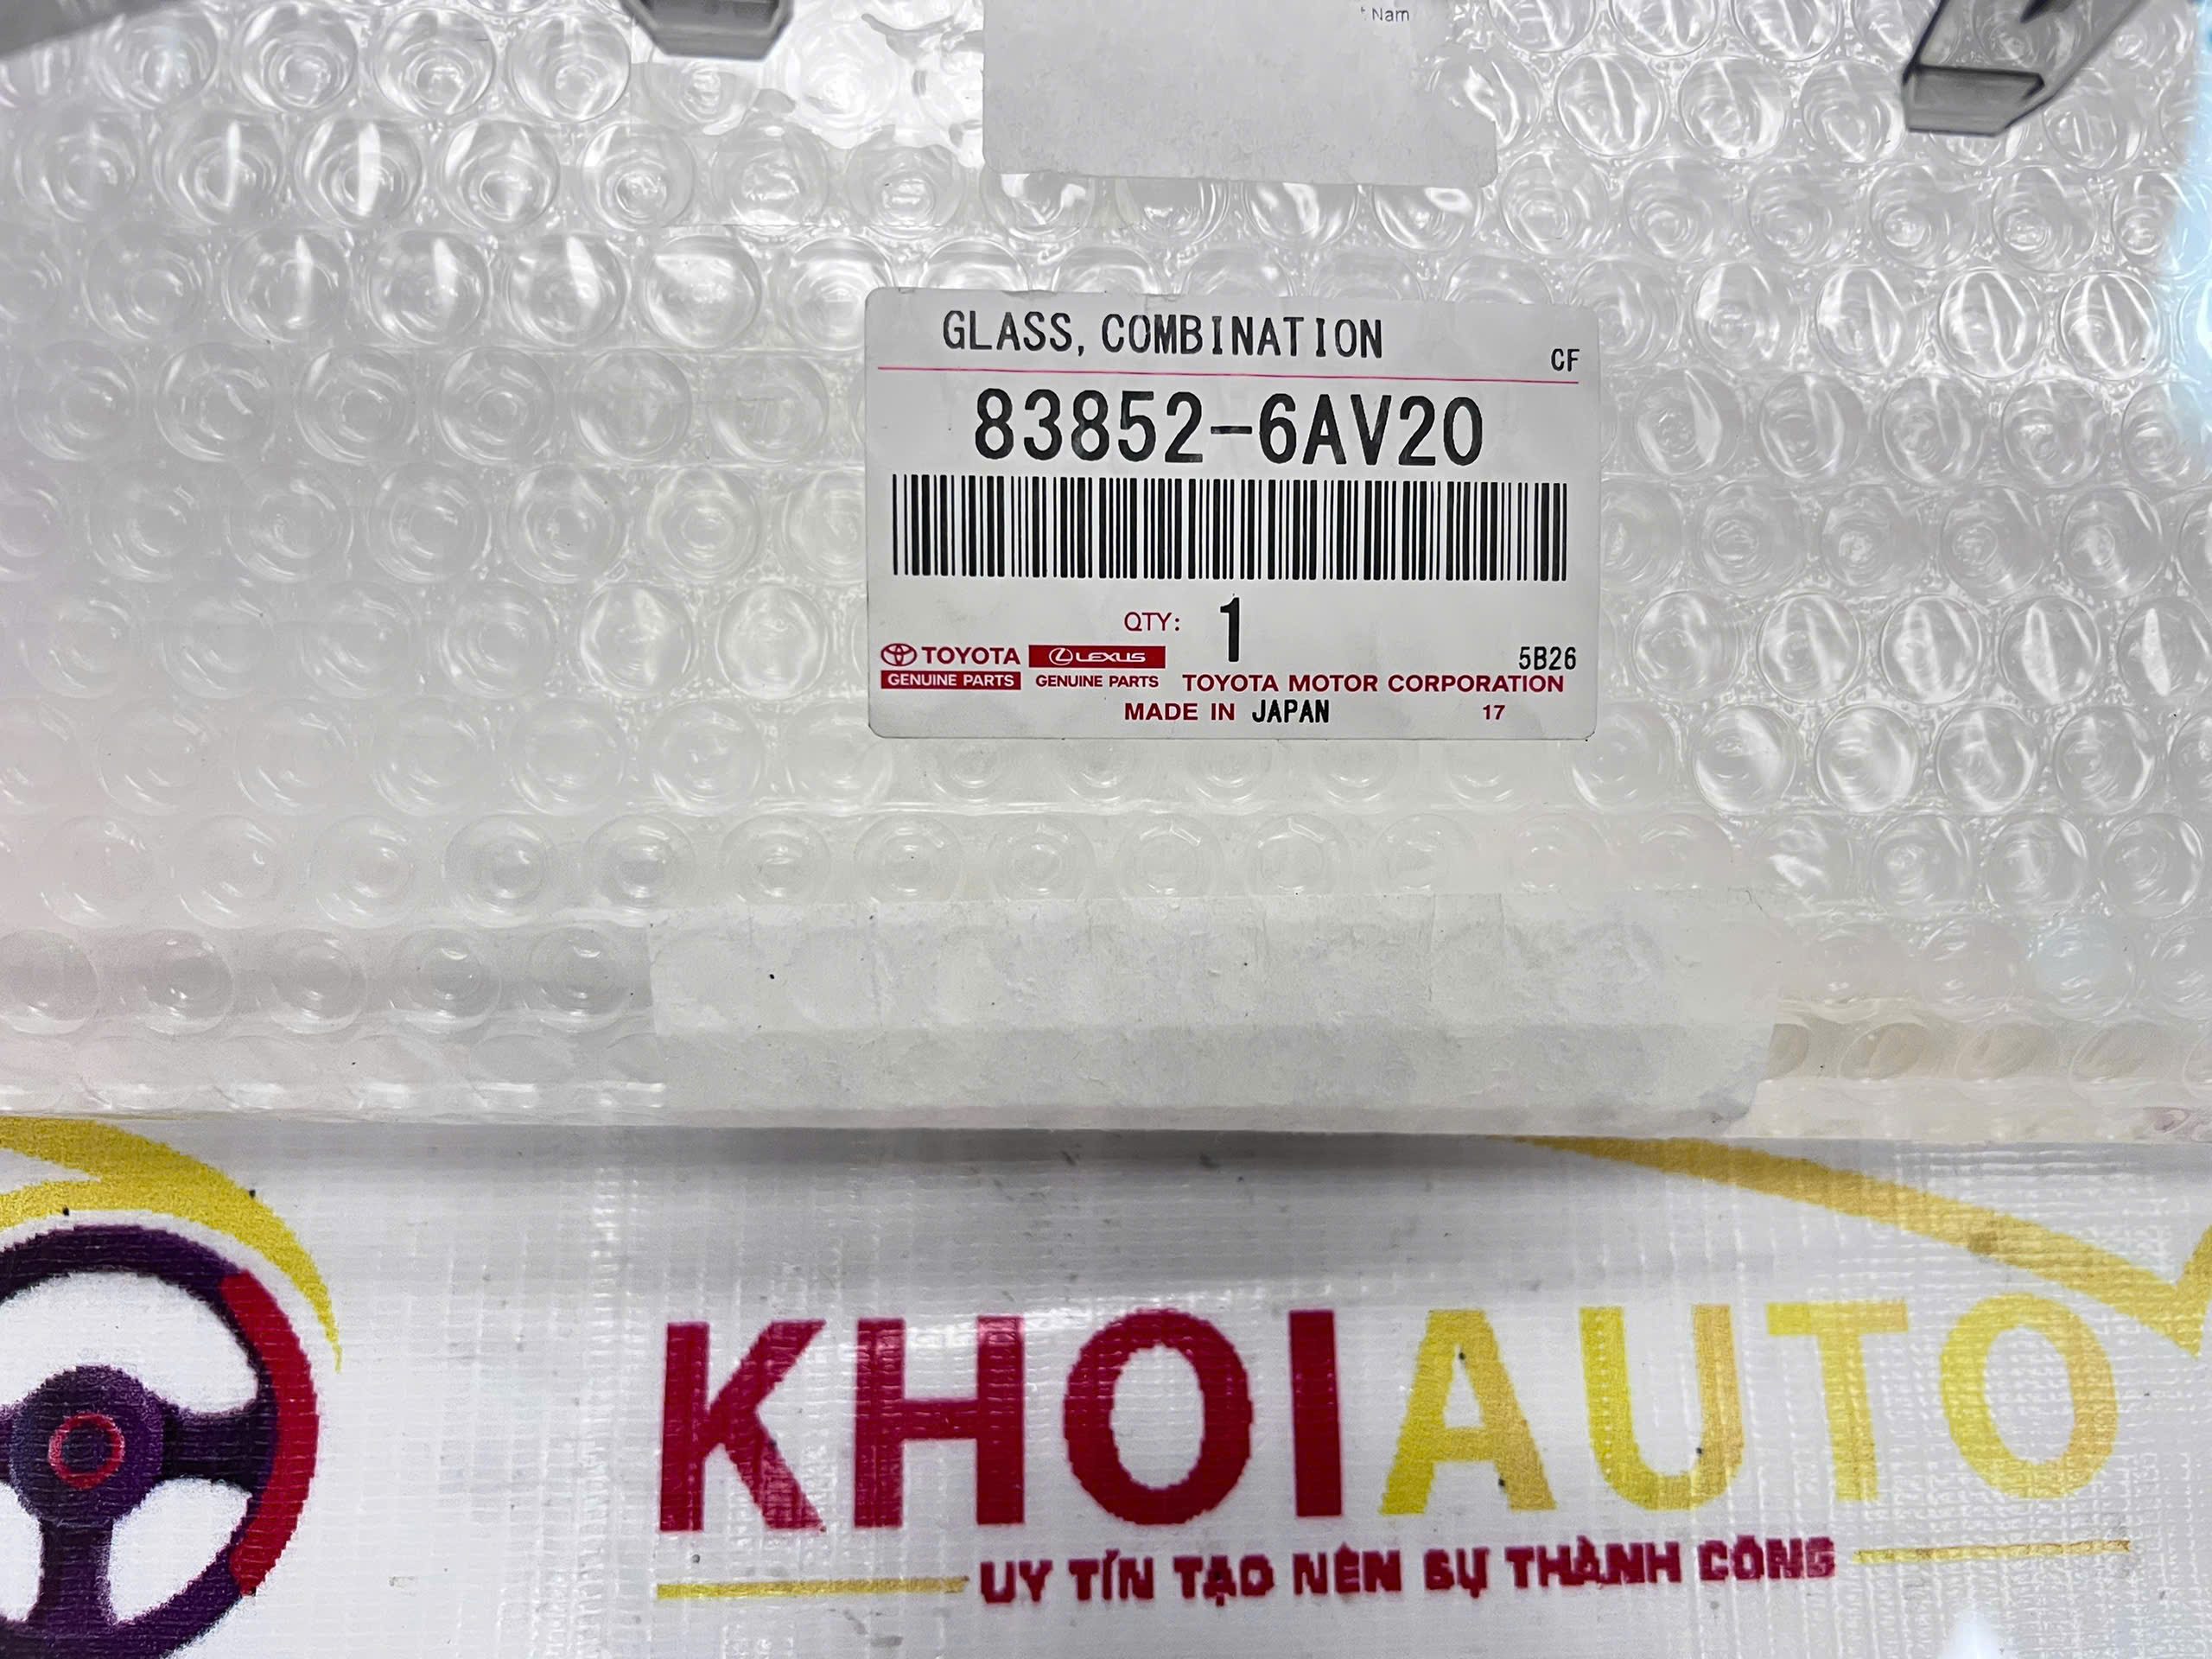 Nam
GLASS, COMBINATION
CF
83852-6AV20
QTY: 1
TOYOTA LEXUS 5B26
GENUINE PARTS GENUINE PARTS TOYOTA MOTOR CORPORATION
MADE IN JAPAN 17
KHOIAUTO
UY TÍN TẠO NÊN SỰ THÀNH CÔNG